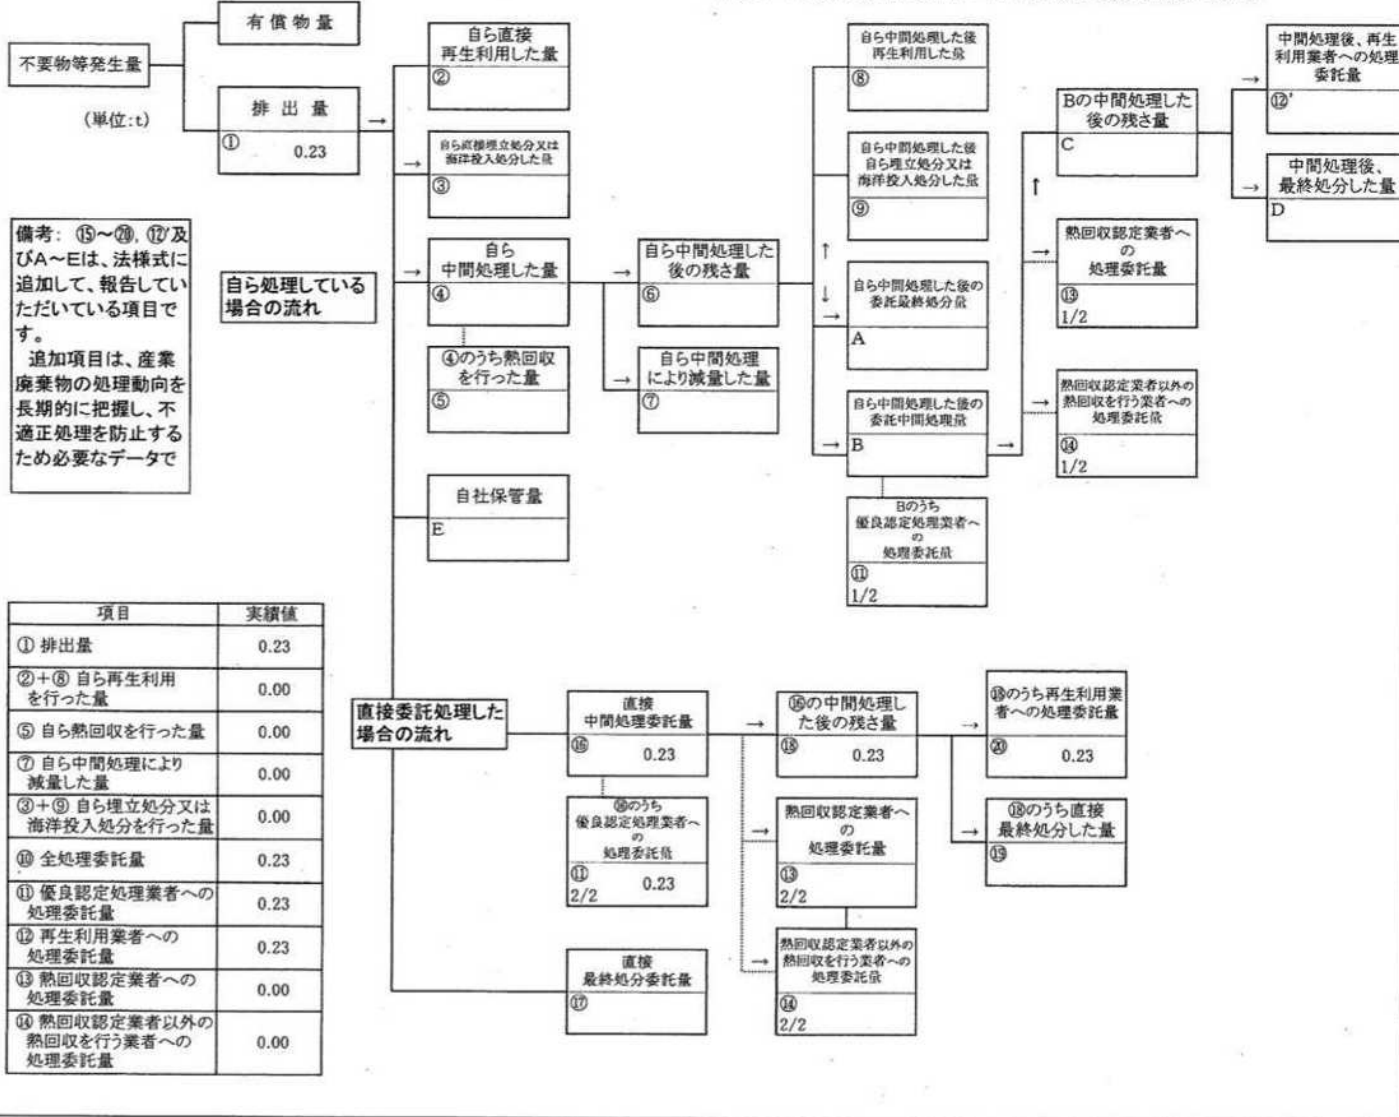 不要物等発生量
(単位:t)
有償物量
排出量
① 0.23
自ら直接
再生利用した量
②
自ら直接埋立処分又は
海洋投入処分した量
③
自ら
中間処理した量
④
④のうち熱回収
を行った量
⑤
自ら中間処理した
後の残さ量
⑥
自ら中間処理
により減量した量
⑦
自社保管量
E
自ら中間処理した後
再生利用した量
⑧
自ら中間処理した後
自ら埋立処分又は
海洋投入処分した量
⑨
自ら中間処理した後の
委託最終処分量
A
自ら中間処理した後の
委託中間処理量
B
Bのうち
優良認定処理業者へ
の
処理委託量
⑪
1/2
Bの中間処理した
後の残さ量
C
熱回収認定業者へ
の
処理委託量
⑬
1/2
熱回収認定業者以外の
熱回収を行う業者への
処理委託量
⑭
1/2
中間処理後、再生
利用業者への処理
委託量
⑫'
中間処理後、
最終処分した量
D
備考: ⑮~⑳, ⑫'及
びA~Eは、法様式に
追加して、報告してい
ただいている項目で
す。
追加項目は、産業
廃棄物の処理動向を
長期的に把握し、不
適正処理を防止する
ため必要なデータで
自ら処理している
場合の流れ
項目 実績値
① 排出量 0.23
②+⑧ 自ら再生利用
を行った量 0.00
⑤ 自ら熱回収を行った量 0.00
⑦ 自ら中間処理により
減量した量 0.00
③+⑨ 自ら埋立処分又は
海洋投入処分を行った量 0.00
⑩ 全処理委託量 0.23
⑪ 優良認定処理業者への
処理委託量 0.23
⑫ 再生利用業者への
処理委託量 0.23
⑬ 熱回収認定業者への
処理委託量 0.00
⑭ 熱回収認定業者以外の
熱回収を行う業者への
処理委託量 0.00
直接委託処理した
場合の流れ
直接
中間処理委託量
⑯ 0.23
⑯のうち
優良認定処理業者へ
の
処理委託量
⑪ 0.23
2/2
直接
最終処分委託量
⑰
⑯の中間処理し
た後の残さ量
⑱ 0.23
熱回収認定業者へ
の
処理委託量
⑬
2/2
熱回収認定業者以外の
熱回収を行う業者への
処理委託量
⑭
2/2
⑱のうち再生利用業
者への処理委託量
⑳ 0.23
⑱のうち直接
最終処分した量
⑲